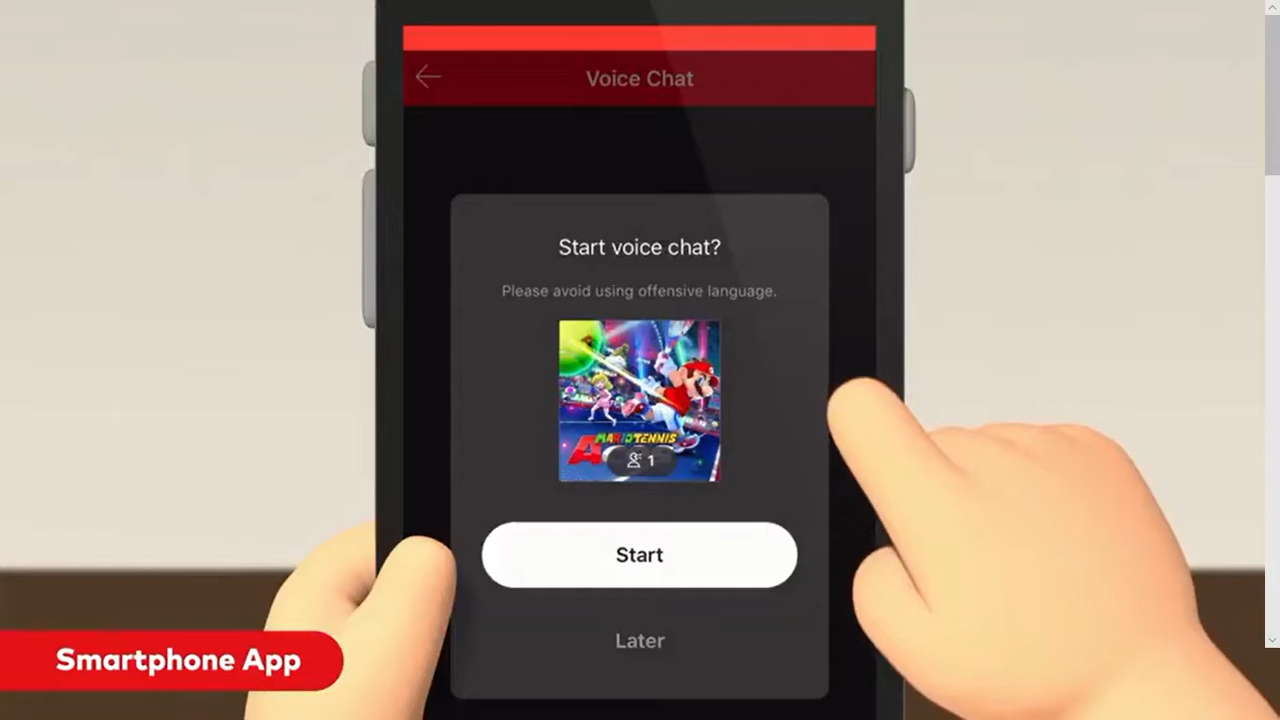 Voice Chat
Start voice chat?
Please avoid using offensive language.
MARIO TENNIS
A
1
Start
Later
Smartphone App